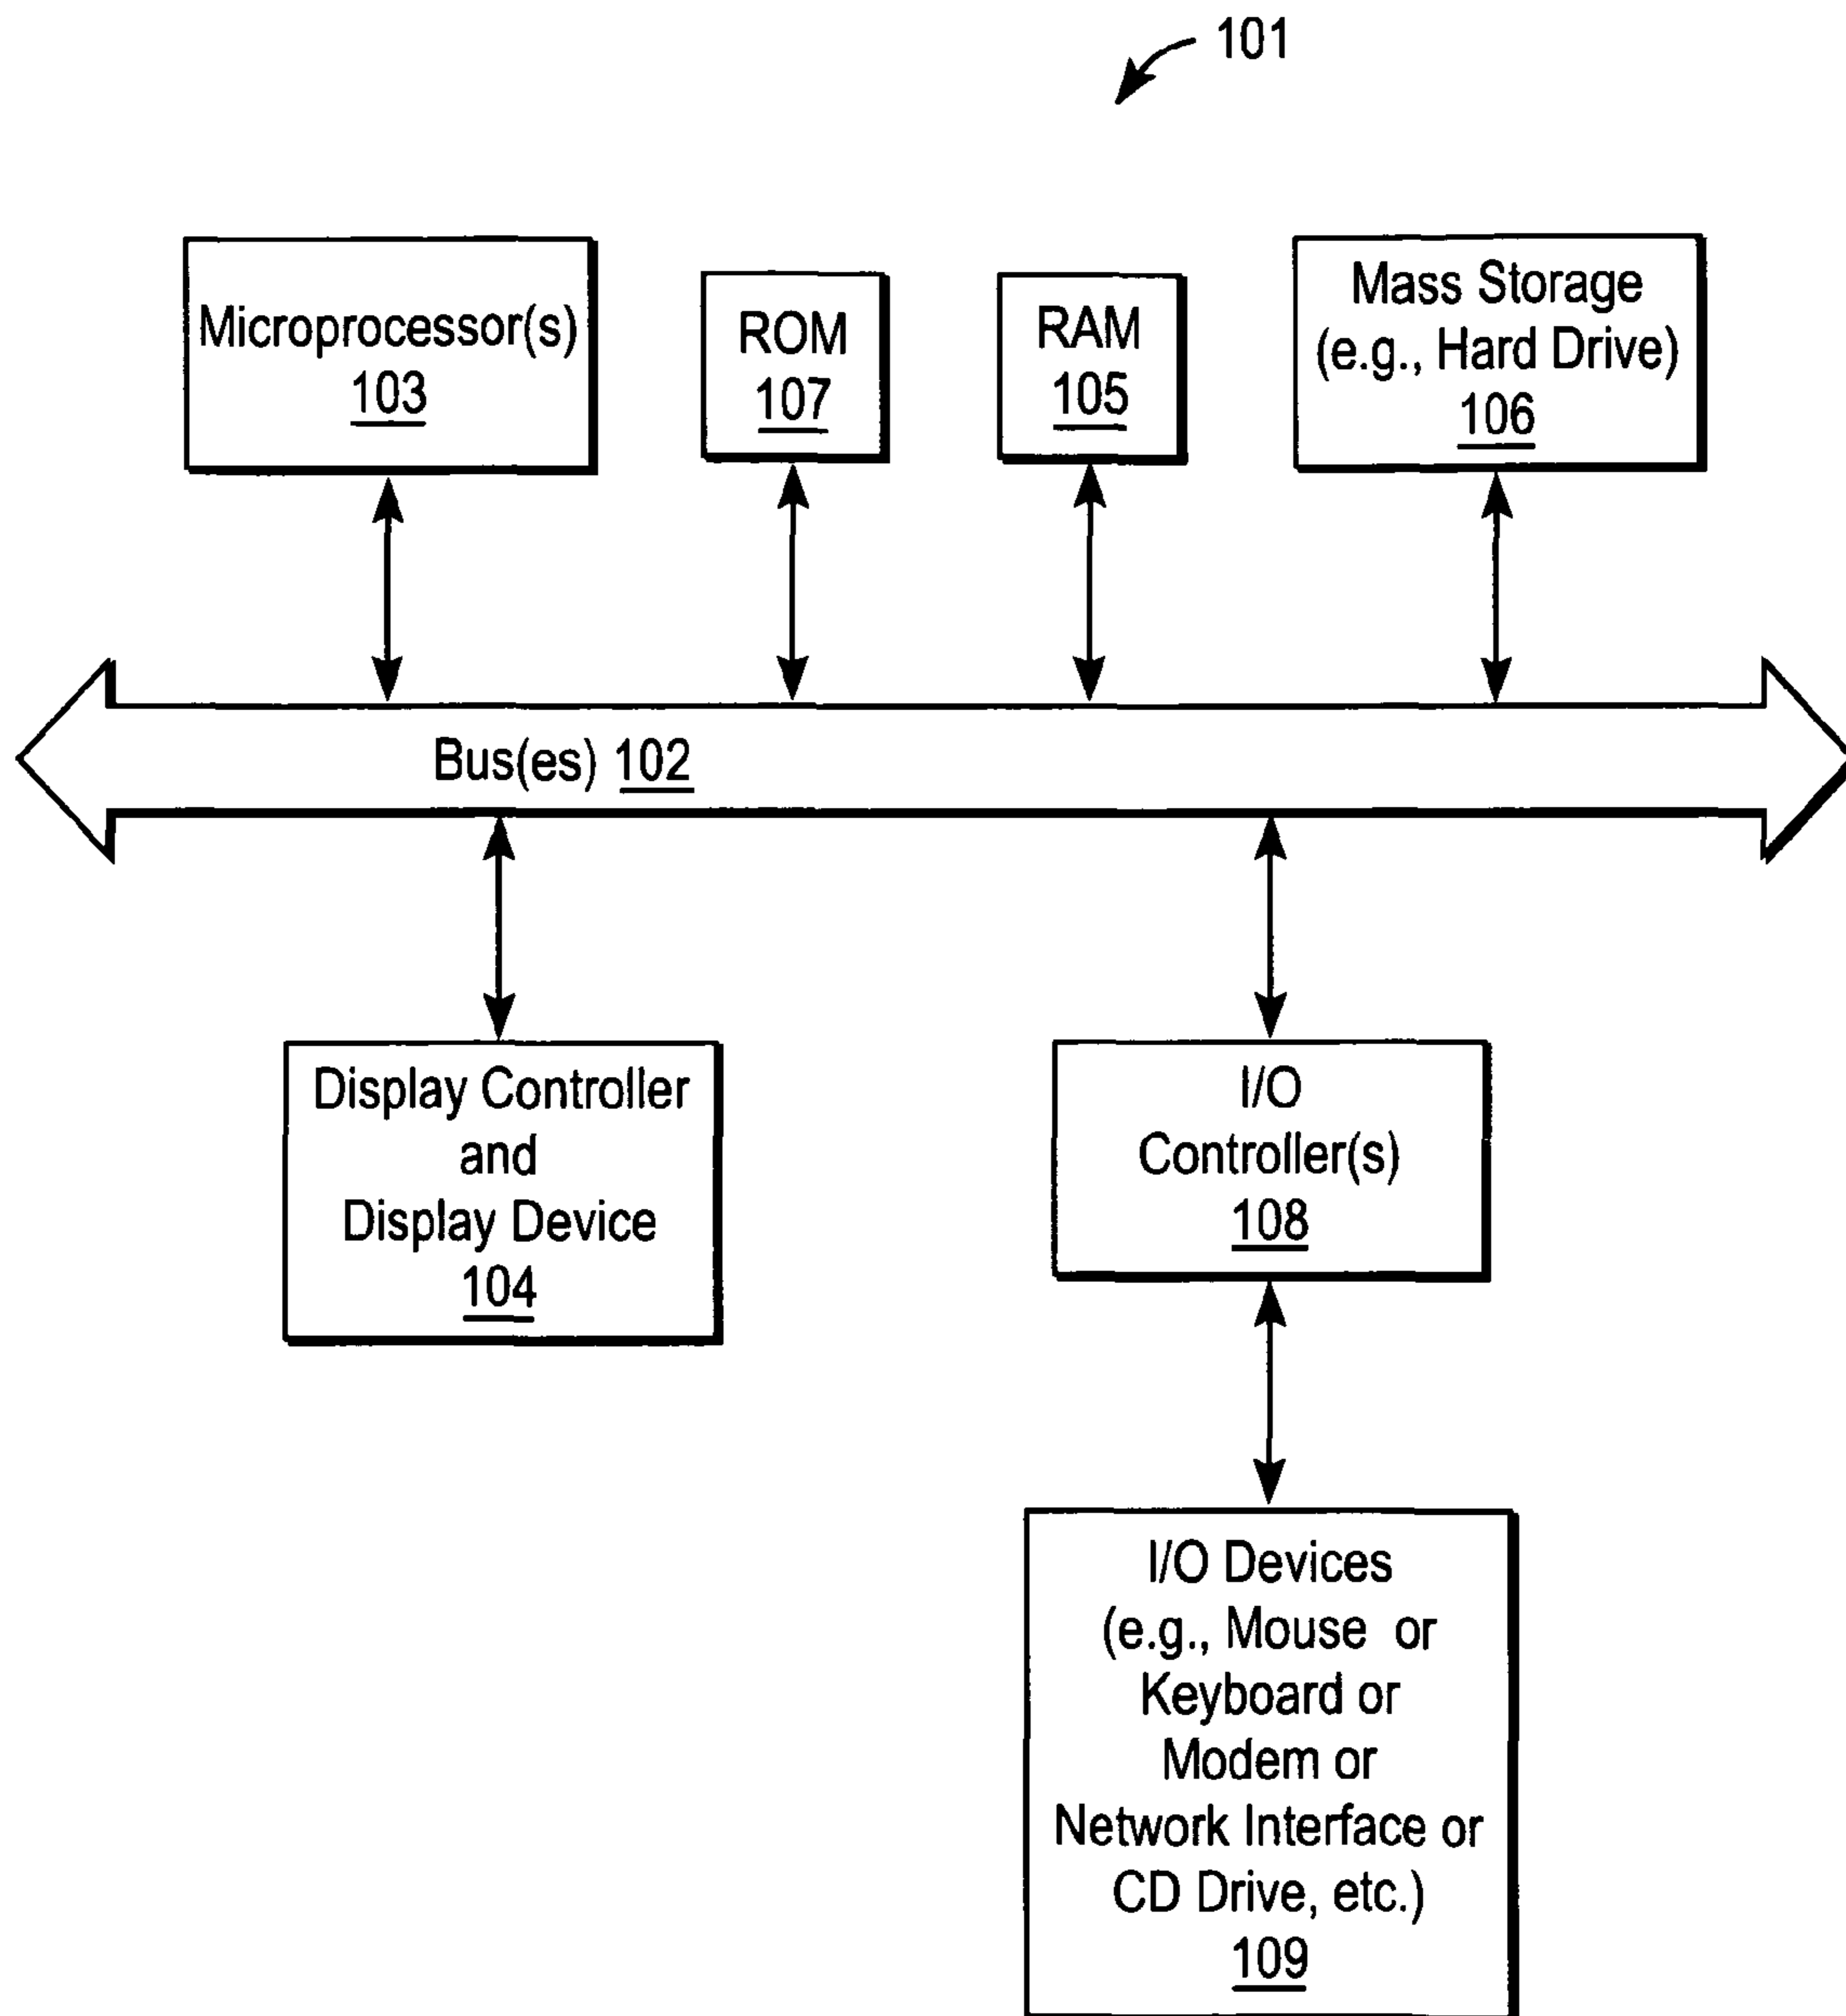 101
Microprocessor(s)
103
ROM
107
RAM
105
Mass Storage
(e.g., Hard Drive)
106
Bus(es) 102
Display Controller
and
Display Device
104
I/O
Controller(s)
108
I/O Devices
(e.g., Mouse or
Keyboard or
Modem or
Network Interface or
CD Drive, etc.)
109